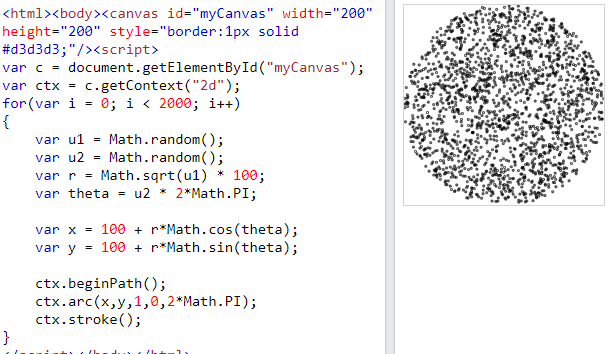 <html><body><canvas id="myCanvas" width="200"
height="200" style="border:1px solid
#d3d3d3;"/><script>
var c = document.getElementById("myCanvas");
var ctx = c.getContext("2d");
for(var i = 0; i < 2000; i++)
{
    var u1 = Math.random();
    var u2 = Math.random();
    var r = Math.sqrt(u1) * 100;
    var theta = u2 * 2*Math.PI;

    var x = 100 + r*Math.cos(theta);
    var y = 100 + r*Math.sin(theta);

    ctx.beginPath();
    ctx.arc(x,y,1,0,2*Math.PI);
    ctx.stroke();
}
</script></body></html>